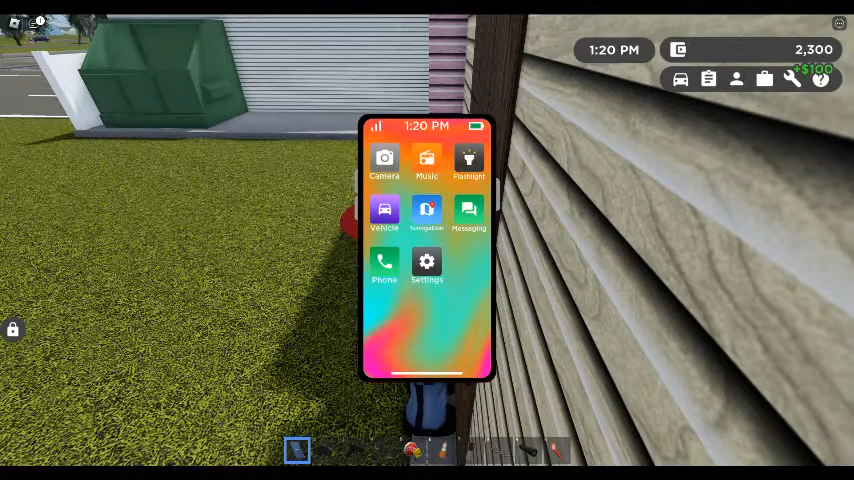 1:20 PM
2,300
+$100
1:20 PM
Camera
Music
Flashlight
Vehicle
Navigation
Messaging
Phone
Settings